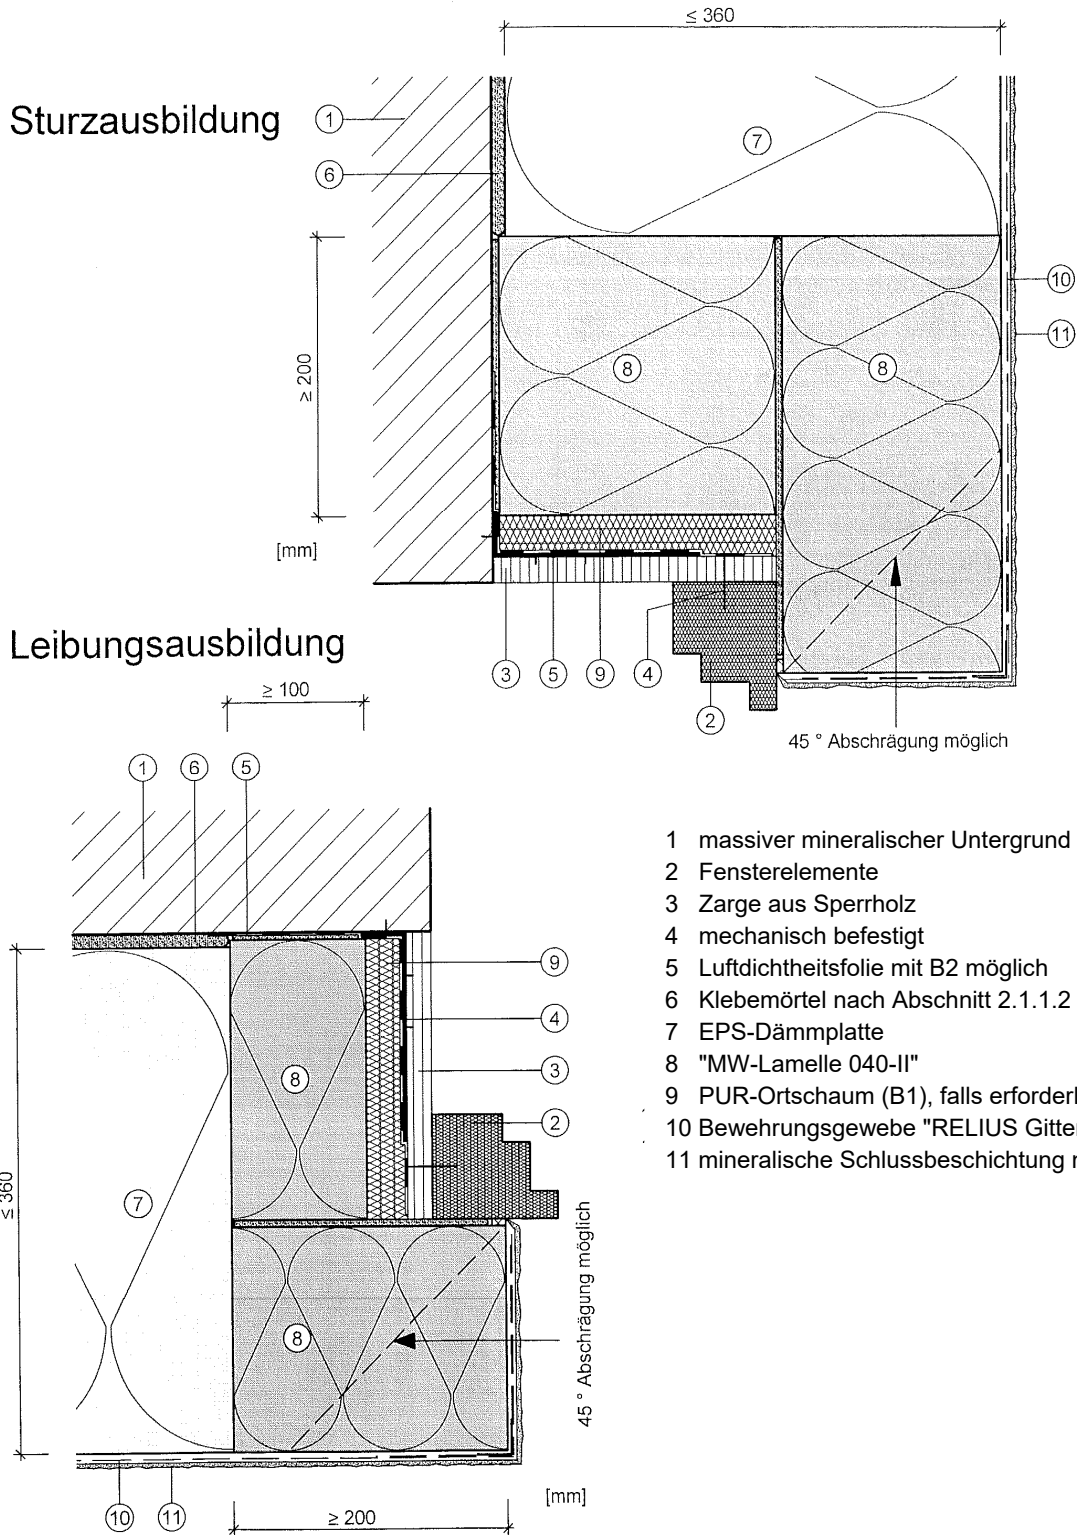 ≤ 360
Sturzausbildung
1
6
7
10
11
8
8
≥ 200
[mm]
3
5
9
4
2
45 ° Abschrägung möglich
Leibungsausbildung
≥ 100
1
6
5
9
4
3
2
8
7
8
≤ 360
45 ° Abschrägung möglich
10
11
≥ 200
[mm]
1 massiver mineralischer Untergrund
2 Fensterelemente
3 Zarge aus Sperrholz
4 mechanisch befestigt
5 Luftdichtheitsfolie mit B2 möglich
6 Klebemörtel nach Abschnitt 2.1.1.2
7 EPS-Dämmplatte
8 "MW-Lamelle 040-II"
9 PUR-Ortschaum (B1), falls
10 Bewehrungsgewebe "RELIUS
11 mineralische Schlussbeschichtung